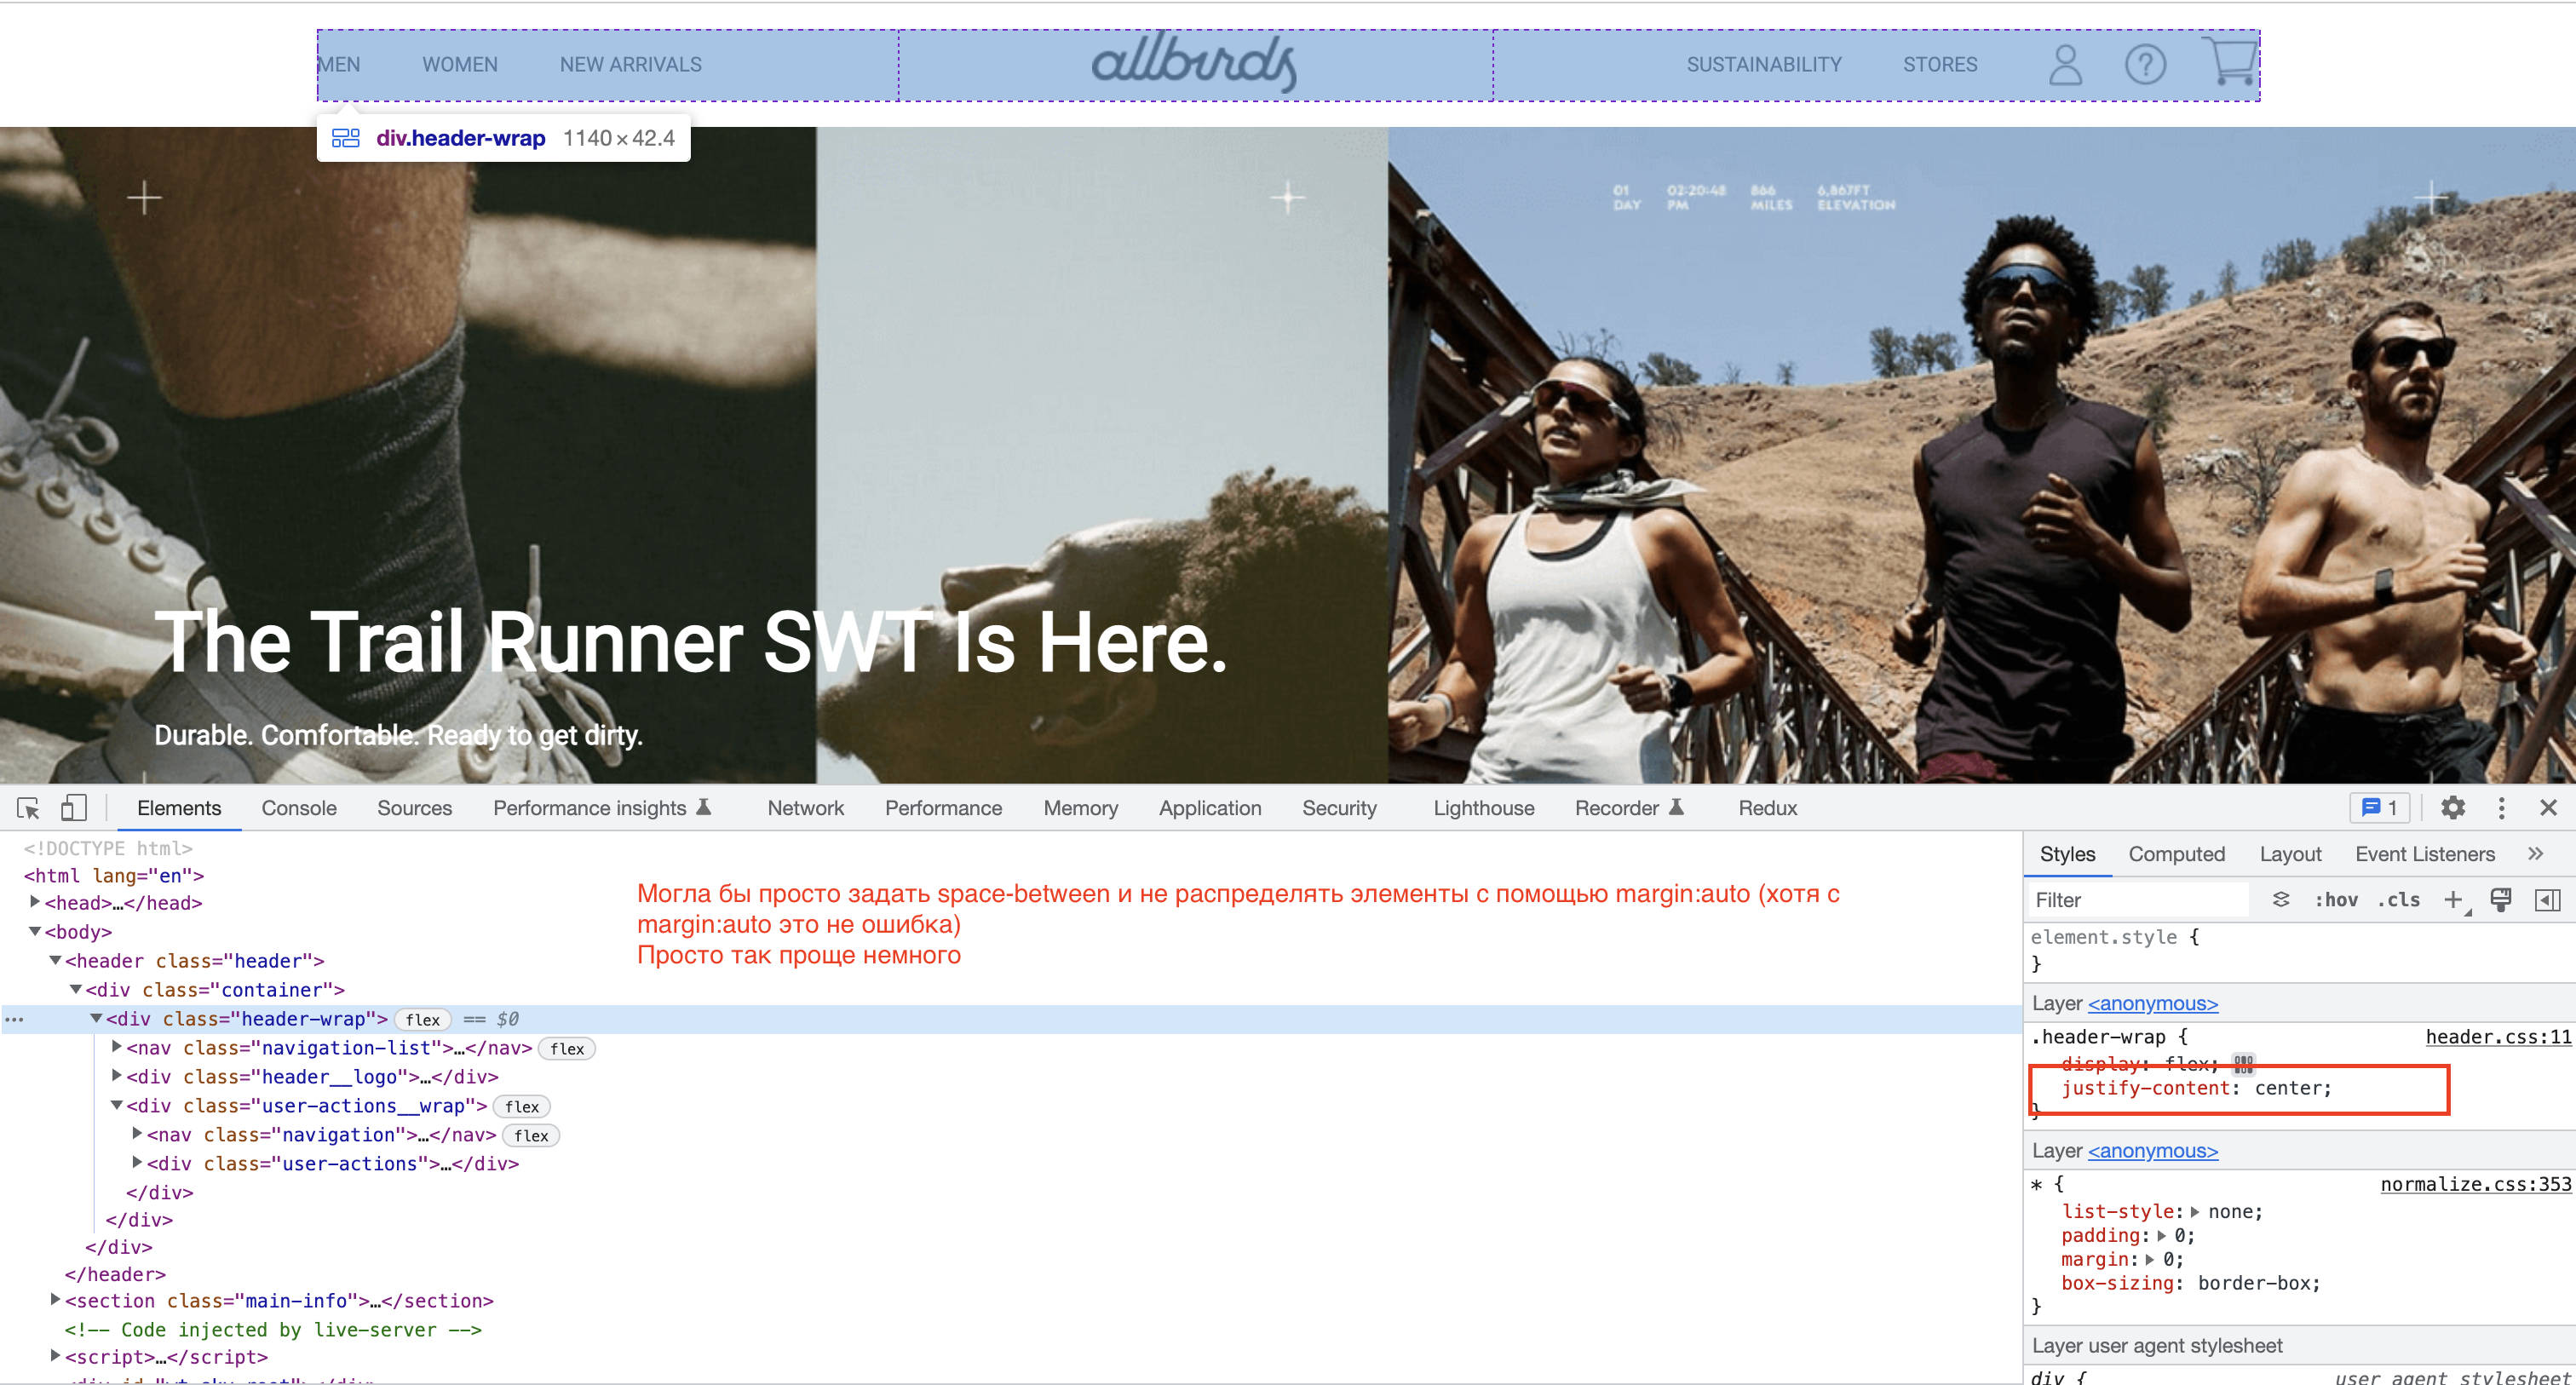 MEN WOMEN NEW ARRIVALS allbirds SUSTAINABILITY STORES ?
div.header-wrap 1140×42.4
01 02:20:48 866 6,867FT
DAY PM MILES ELEVATION
The Trail Runner SWT Is Here.
Durable. Comfortable. Ready to get dirty.
Elements Console Sources Performance insights Network Performance Memory Application Security Lighthouse Recorder Redux 1
<!DOCTYPE html>
<html lang="en">
<head>…</head>
<body>
<header class="header">
<div class="container">
<div class="header-wrap"> flex == $0
<nav class="navigation-list">…</nav> flex
<div class="header__logo">…</div>
<div class="user-actions__wrap"> flex
<nav class="navigation">…</nav> flex
<div class="user-actions">…</div>
</div>
</div>
</div>
</header>
<section class="main-info">…</section>
<!-- Code injected by live-server -->
<script>…</script>
Могла бы просто задать space-between и не распределять элементы с помощью margin:auto (хотя с
margin:auto это не ошибка)
Просто так проще немного
Styles Computed Layout Event Listeners
Filter :hov .cls
element.style {
}
Layer <anonymous>
.header-wrap { header.css:11
display: flex;
justify-content: center;
}
Layer <anonymous>
* { normalize.css:353
list-style: none;
padding: 0;
margin: 0;
box-sizing: border-box;
}
Layer user agent stylesheet
div { user agent stylesheet